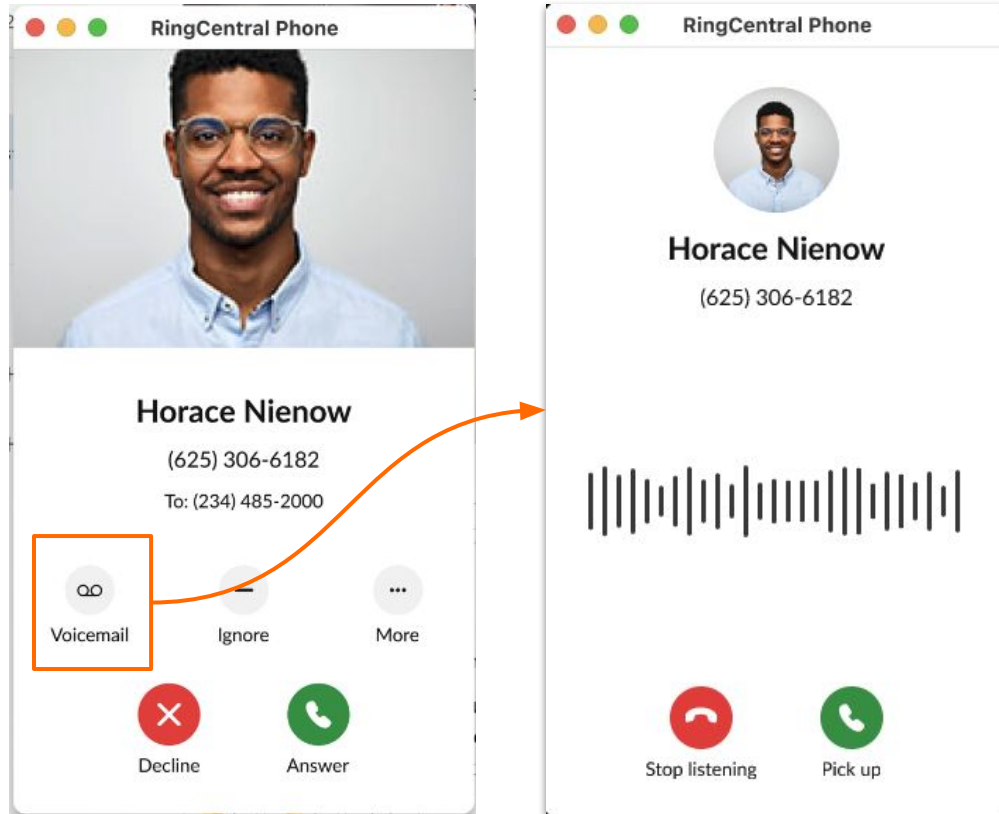 RingCentral Phone
Horace Nienow
(625) 306-6182
To: (234) 485-2000
Voicemail
Ignore
More
Decline
Answer
RingCentral Phone
Horace Nienow
(625) 306-6182
Stop listening
Pick up